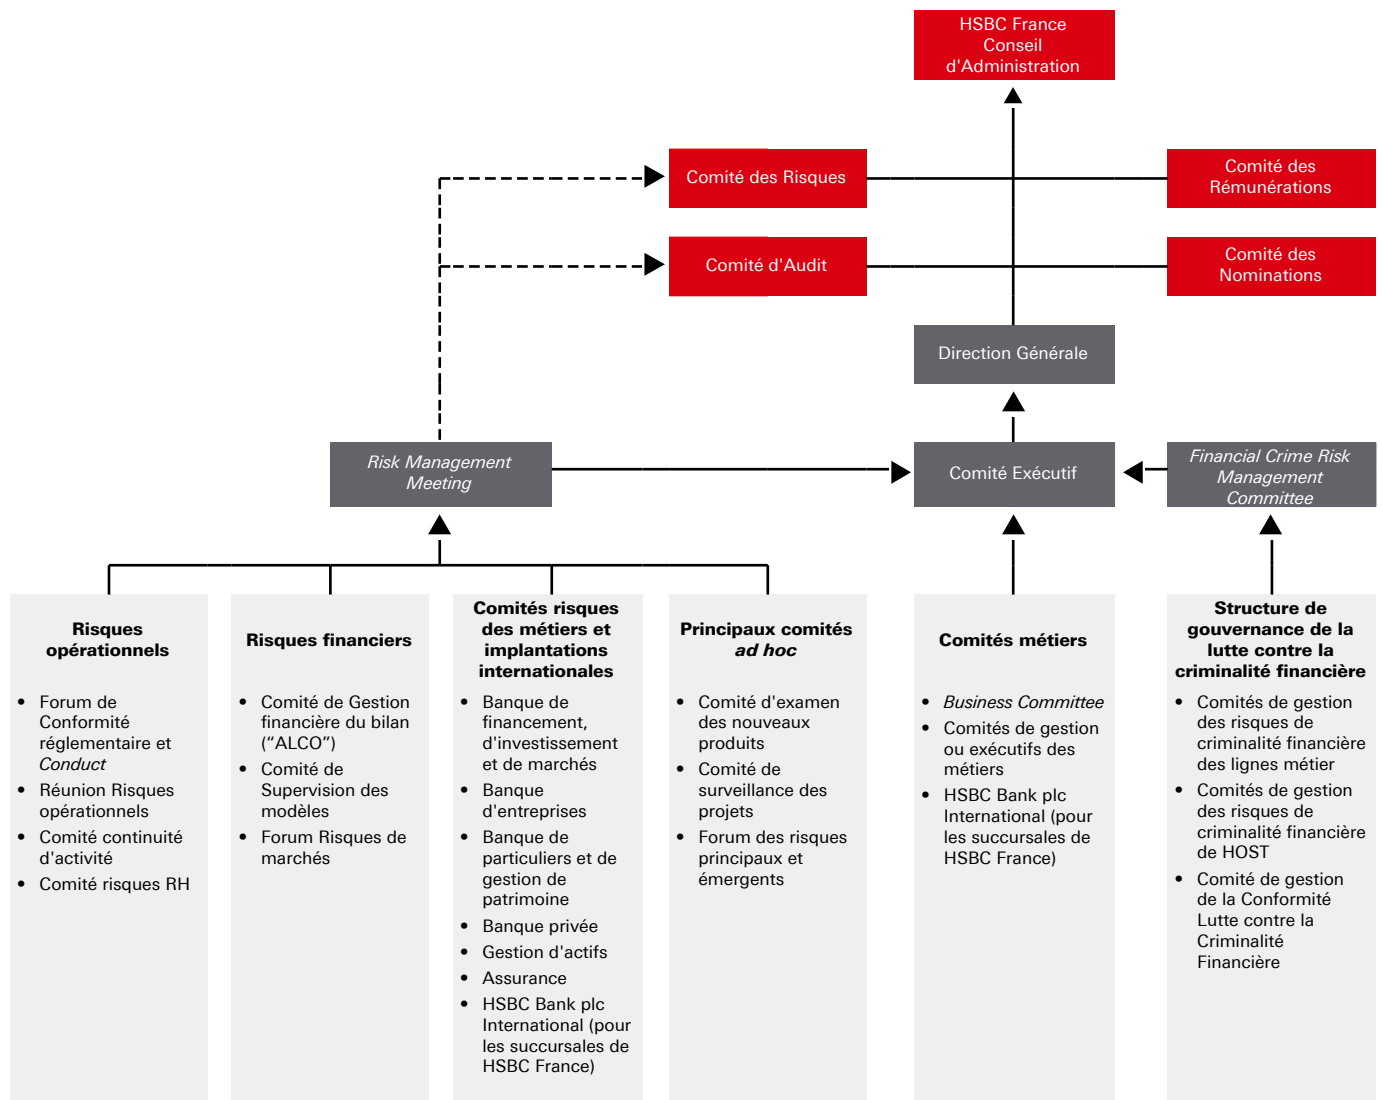 HSBC France
Conseil
d'Administration
Comité des Risques
Comité des
Rémunérations
Comité d'Audit
Comité des
Nominations
Direction Générale
Risk Management
Meeting
Comité Exécutif
Financial Crime Risk
Management
Committee
Risques
opérationnels
• Forum de
Conformité
réglementaire et
Conduct
• Réunion Risques
opérationnels
• Comité continuité
d'activité
• Comité risques RH
Risques financiers
• Comité de Gestion
financière du bilan
(“ALCO”)
• Comité de
Supervision des
modèles
• Forum Risques de
marchés
Comités risques
des métiers et
implantations
internationales
• Banque de
financement,
d'investissement
et de marchés
• Banque
d'entreprises
• Banque de
particuliers et de
gestion de
patrimoine
• Banque privée
• Gestion d'actifs
• Assurance
• HSBC Bank plc
International (pour
les succursales de
HSBC France)
Principaux comités
ad hoc
• Comité d'examen
des nouveaux
produits
• Comité de
surveillance des
projets
• Forum des risques
principaux et
émergents
Comités métiers
• Business Committee
• Comités de gestion
ou exécutifs des
métiers
• HSBC Bank plc
International (pour
les succursales de
HSBC France)
Structure de
gouvernance de la
lutte contre la
criminalité financière
• Comités de gestion
des risques de
criminalité financière
des lignes métier
• Comités de gestion
des risques de
criminalité financière
de HOST
• Comité de gestion
de la Conformité
Lutte contre la
Criminalité
Financière